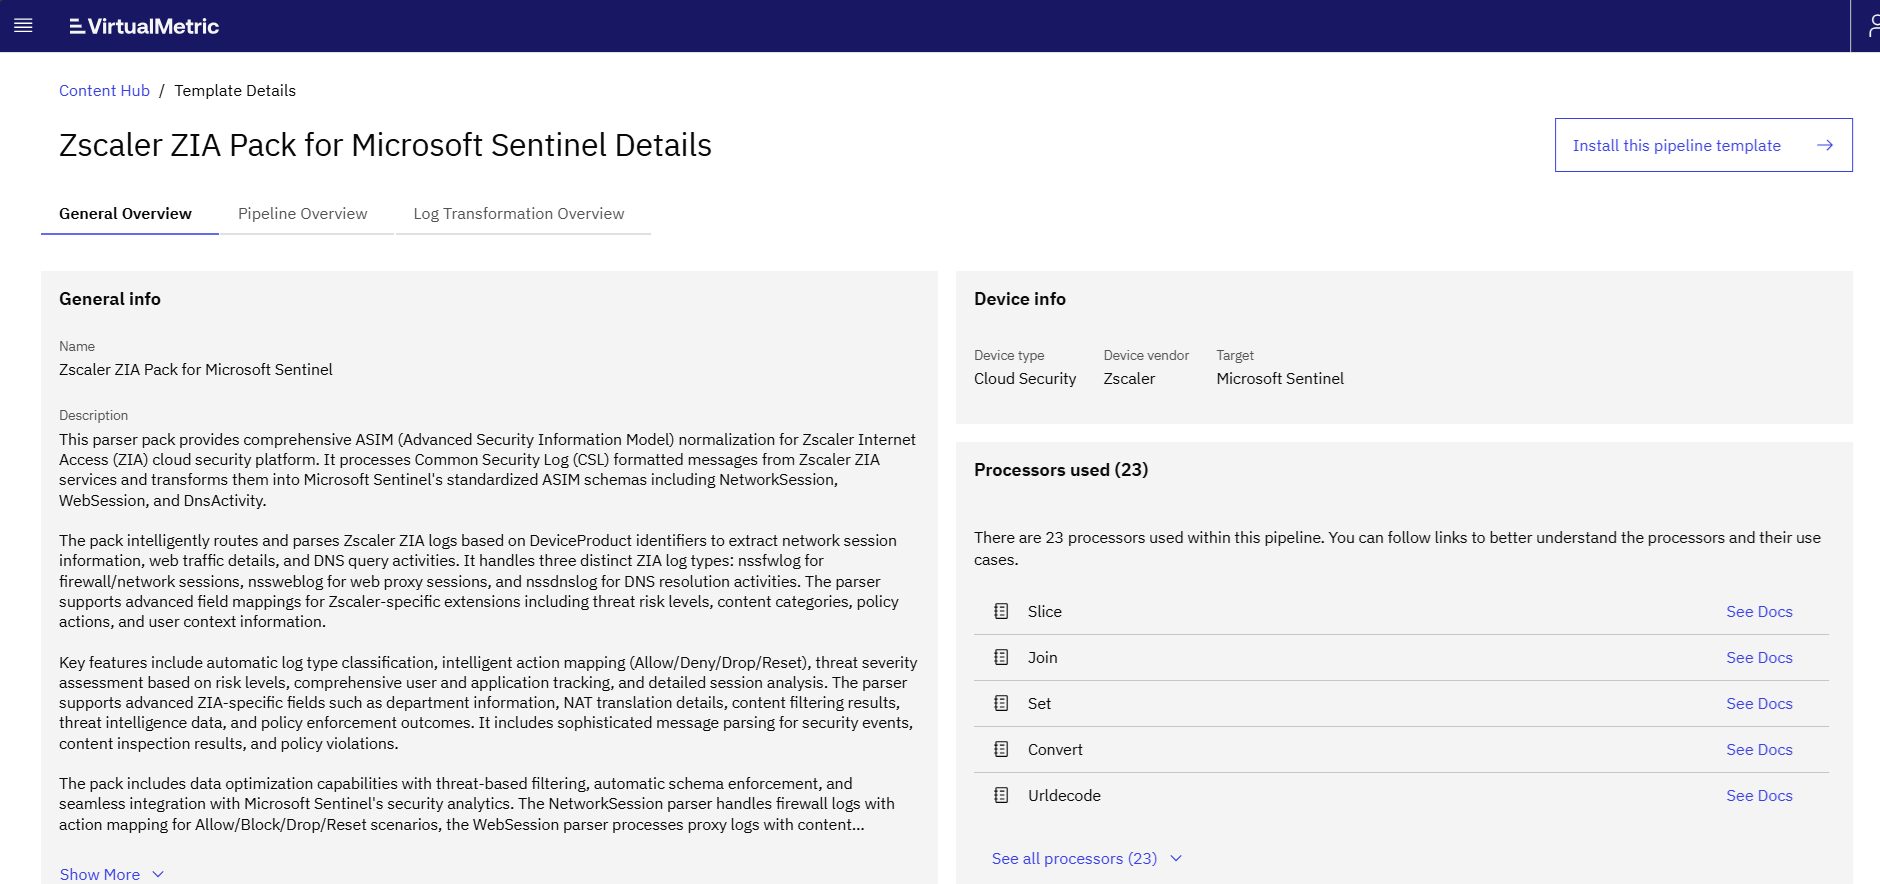 VirtualMetric
Content Hub / Template Details
Zscaler ZIA Pack for Microsoft Sentinel Details
Install this pipeline template
General Overview
Pipeline Overview
Log Transformation Overview
General info
Name
Zscaler ZIA Pack for Microsoft Sentinel
Description
This parser pack provides comprehensive ASIM (Advanced Security Information Model) normalization for Zscaler Internet
Access (ZIA) cloud security platform. It processes Common Security Log (CSL) formatted messages from Zscaler ZIA
services and transforms them into Microsoft Sentinel's standardized ASIM schemas including NetworkSession,
WebSession, and DnsActivity.
The pack intelligently routes and parses Zscaler ZIA logs based on DeviceProduct identifiers to extract network session
information, web traffic details, and DNS query activities. It handles three distinct ZIA log types: nssfwlog for
firewall/network sessions, nssweblog for web proxy sessions, and nssdnslog for DNS resolution activities. The parser
supports advanced field mappings for Zscaler-specific extensions including threat risk levels, content categories, policy
actions, and user context information.
Key features include automatic log type classification, intelligent action mapping (Allow/Deny/Drop/Reset), threat severity
assessment based on risk levels, comprehensive user and application tracking, and detailed session analysis. The parser
supports advanced ZIA-specific fields such as department information, NAT translation details, content filtering results,
threat intelligence data, and policy enforcement outcomes. It includes sophisticated message parsing for security events,
content inspection results, and policy violations.
The pack includes data optimization capabilities with threat-based filtering, automatic schema enforcement, and
seamless integration with Microsoft Sentinel's security analytics. The NetworkSession parser handles firewall logs with
action mapping for Allow/Block/Drop/Reset scenarios, the WebSession parser processes proxy logs with content...
Show More
Device info
Device type
Cloud Security
Device vendor
Zscaler
Target
Microsoft Sentinel
Processors used (23)
There are 23 processors used within this pipeline. You can follow links to better understand the processors and their use
cases.
Slice See Docs
Join See Docs
Set See Docs
Convert See Docs
Urldecode See Docs
See all processors (23)